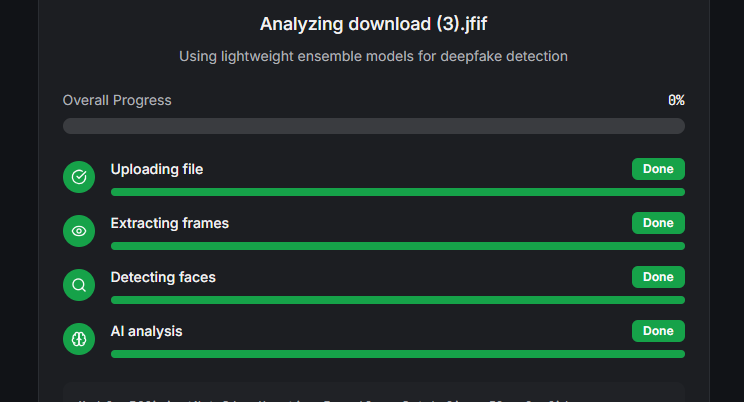 Analyzing download (3).jfif
Using lightweight ensemble models for deepfake detection
Overall Progress 0%
Uploading file Done
Extracting frames Done
Detecting faces Done
AI analysis Done